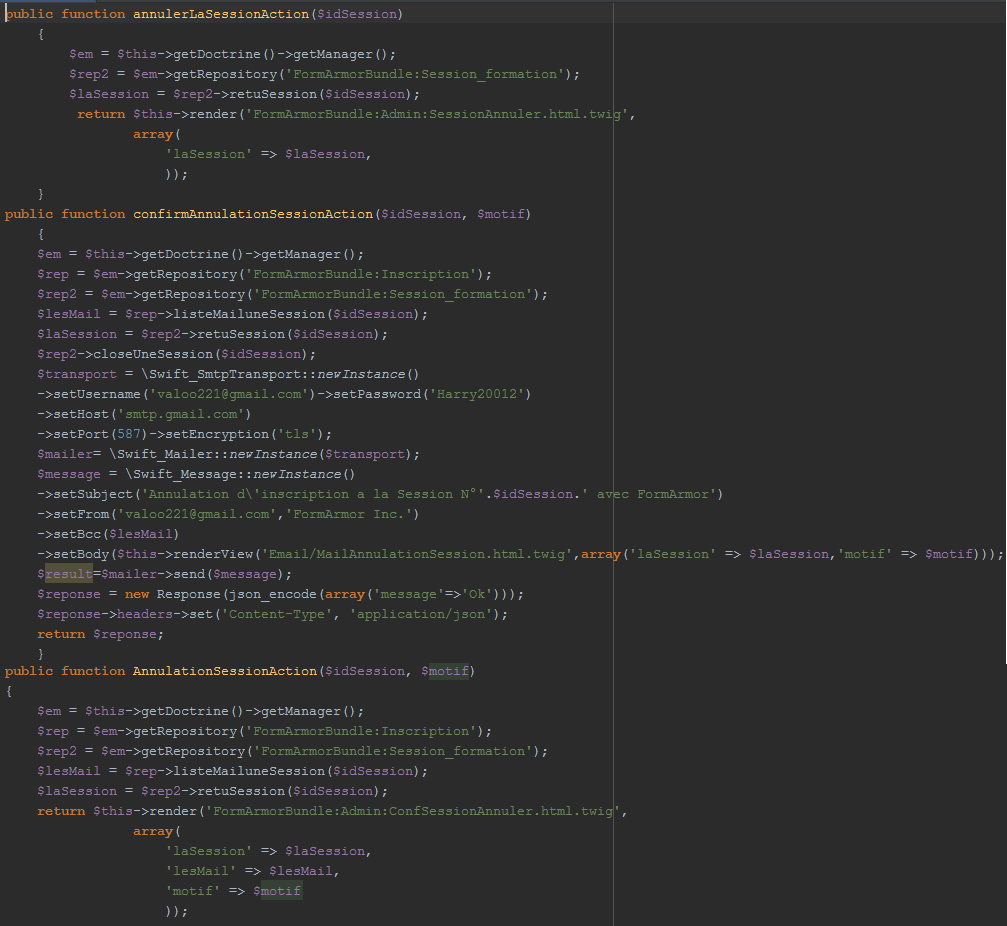 public function annulerLaSessionAction($idSession)
{
$em = $this->getDoctrine()->getManager();
$rep2 = $em->getRepository('FormArmorBundle:Session_formation');
$laSession = $rep2->retuSession($idSession);
return $this->render('FormArmorBundle:Admin:SessionAnnuler.html.twig',
array(
'laSession' => $laSession,
));
}
public function confirmAnnulationSessionAction($idSession, $motif)
{
$em = $this->getDoctrine()->getManager();
$rep = $em->getRepository('FormArmorBundle:Inscription');
$rep2 = $em->getRepository('FormArmorBundle:Session_formation');
$lesMail = $rep->listeMailuneSession($idSession);
$laSession = $rep2->retuSession($idSession);
$rep2->closeUneSession($idSession);
$transport = \Swift_SmtpTransport::newInstance()
->setUsername('valoo221@gmail.com')->setPassword('Harry20012')
->setHost('smtp.gmail.com')
->setPort(587)->setEncryption('tls');
$mailer= \Swift_Mailer::newInstance($transport);
$message = \Swift_Message::newInstance()
->setSubject('Annulation d\'inscription a la Session N°'.$idSession.' avec FormArmor')
->setFrom('valoo221@gmail.com','FormArmor Inc.')
->setBcc($lesMail)
->setBody($this->renderView('Email/MailAnnulationSession.html.twig',array('laSession' => $laSession,'motif' => $motif)));
$result=$mailer->send($message);
$reponse = new Response(json_encode(array('message'=>'Ok')));
$reponse->headers->set('Content-Type', 'application/json');
return $reponse;
}
public function AnnulationSessionAction($idSession, $motif)
{
$em = $this->getDoctrine()->getManager();
$rep = $em->getRepository('FormArmorBundle:Inscription');
$rep2 = $em->getRepository('FormArmorBundle:Session_formation');
$lesMail = $rep->listeMailuneSession($idSession);
$laSession = $rep2->retuSession($idSession);
return $this->render('FormArmorBundle:Admin:ConfSessionAnnuler.html.twig',
array(
'laSession' => $laSession,
'lesMail' => $lesMail,
'motif' => $motif
));